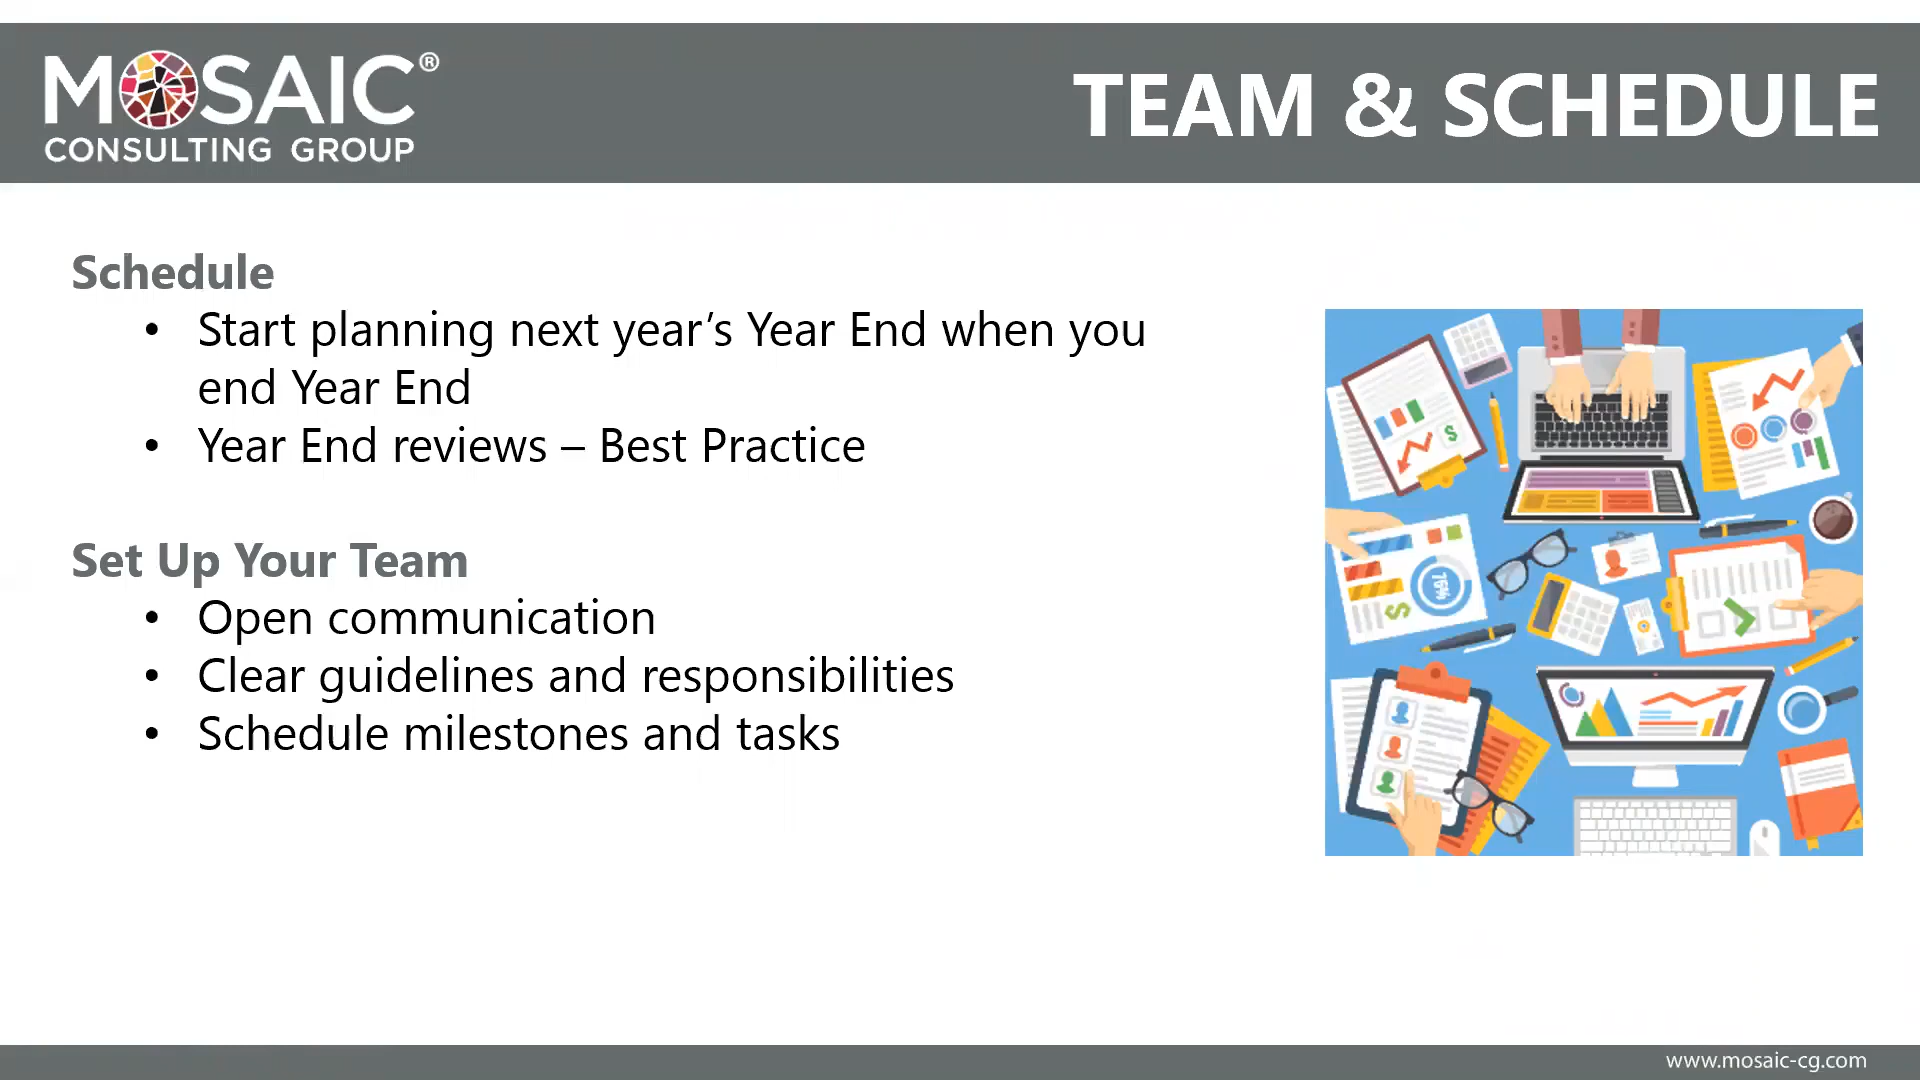 MOSAIC®
CONSULTING GROUP
TEAM & SCHEDULE
Schedule
• Start planning next year’s Year End when you
end Year End
• Year End reviews – Best Practice
Set Up Your Team
• Open communication
• Clear guidelines and responsibilities
• Schedule milestones and tasks
$
$
76%
www.mosaic-cg.com